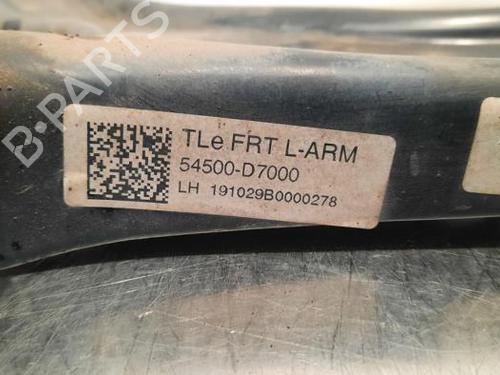 B-PARTS
TLe FRT L-ARM
54500-D7000
LH 191029B0000278